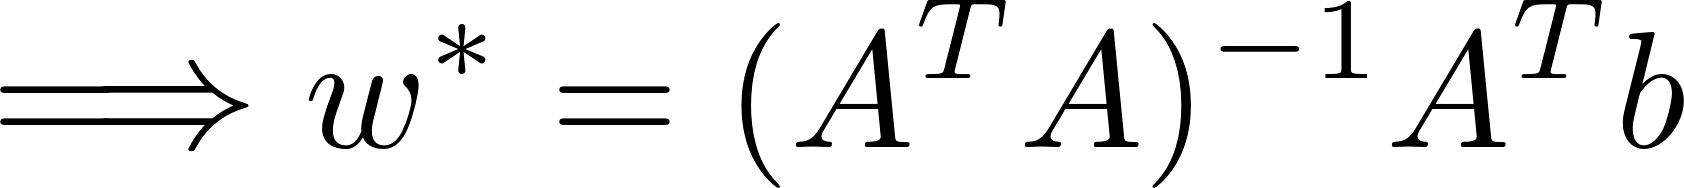 ⟹ w* = (AᵀA)⁻¹Aᵀb